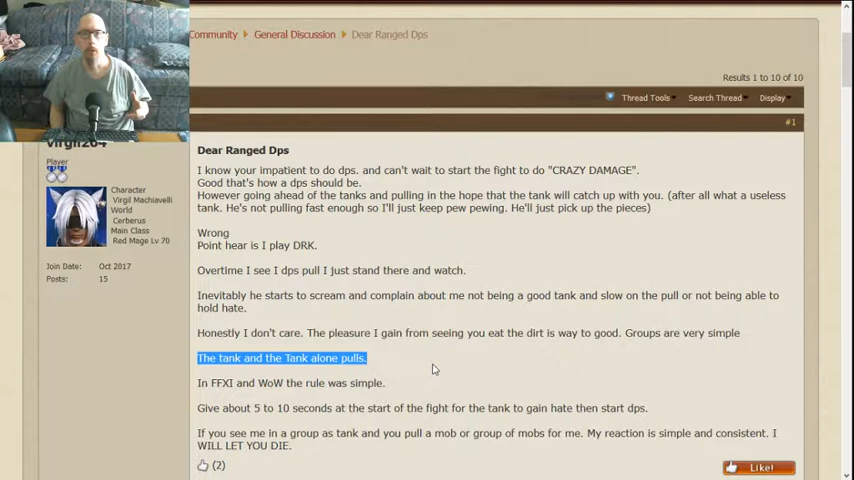 Community
General Discussion
Dear Ranged Dps
Results 1 to 10 of 10
Thread Tools
Search Thread
Display
#1
virgil264
Player
Character
Virgil Machiavelli
World
Cerberus
Main Class
Red Mage Lv 70
Join Date:
Oct 2017
Posts:
15
Dear Ranged Dps
I know your impatient to do dps. and can't wait to start the fight to do "CRAZY DAMAGE".
Good that's how a dps should be.
However going ahead of the tanks and pulling in the hope that the tank will catch up with you. (after all what a useless
tank. He's not pulling fast enough so I'll just keep pew pewing. He'll just pick up the pieces)
Wrong
Point hear is I play DRK.
Overtime I see I dps pull I just stand there and watch.
Inevitably he starts to scream and complain about me not being a good tank and slow on the pull or not being able to
hold hate.
Honestly I don't care. The pleasure I gain from seeing you eat the dirt is way to good. Groups are very simple
The tank and the Tank alone pulls.
In FFXI and WoW the rule was simple.
Give about 5 to 10 seconds at the start of the fight for the tank to gain hate then start dps.
If you see me in a group as tank and you pull a mob or group of mobs for me. My reaction is simple and consistent. I
WILL LET YOU DIE.
(2)
Like!